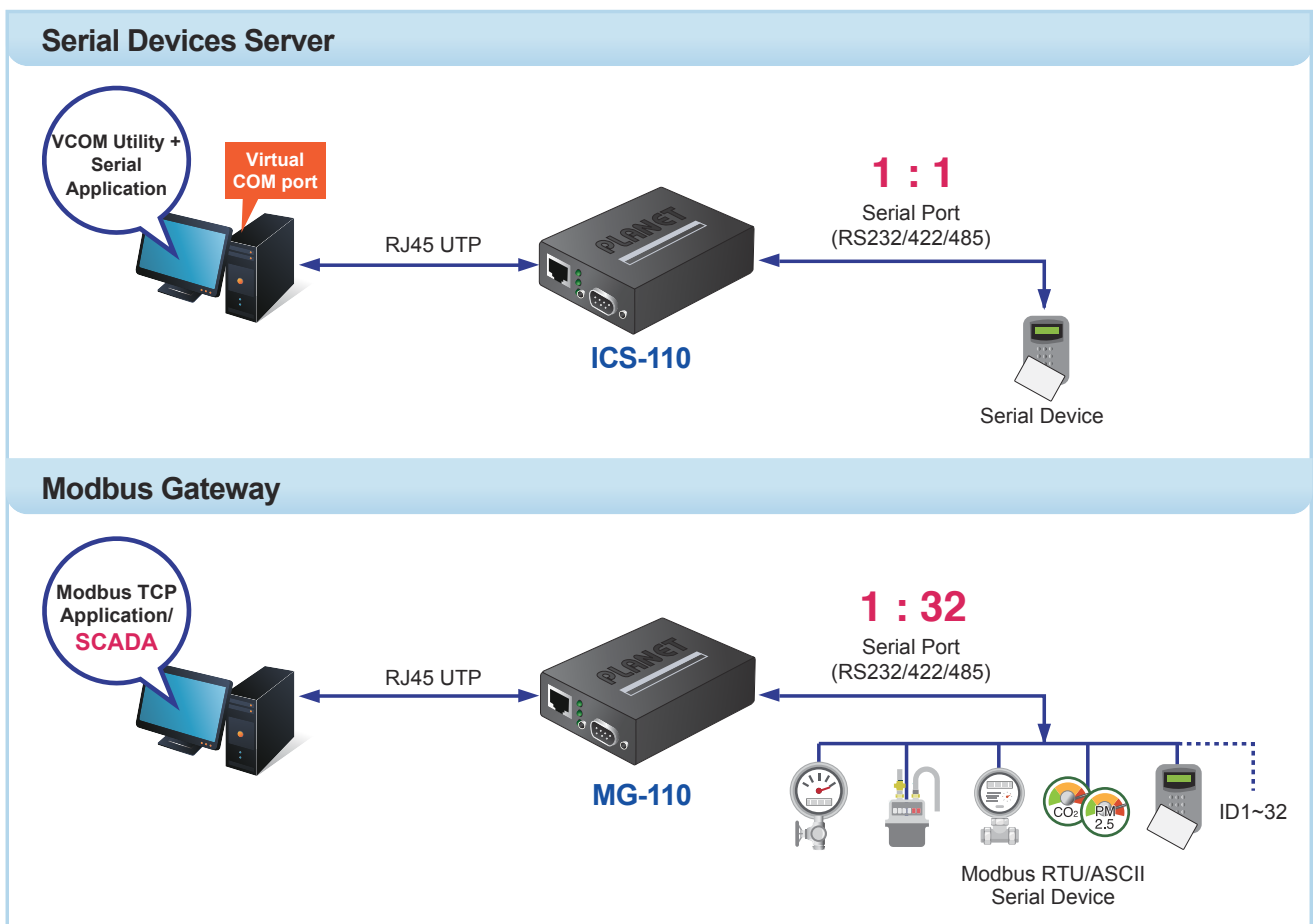 Serial Devices Server
VCOM Utility +
Serial
Application
Virtual
COM port
RJ45 UTP
PLANET
1 : 1
Serial Port
(RS232/422/485)
ICS-110
Serial Device
Modbus Gateway
Modbus TCP
Application/
SCADA
RJ45 UTP
PLANET
1 : 32
Serial Port
(RS232/422/485)
MG-110
CO₂
PM
2.5
ID1~32
Modbus RTU/ASCII
Serial Device